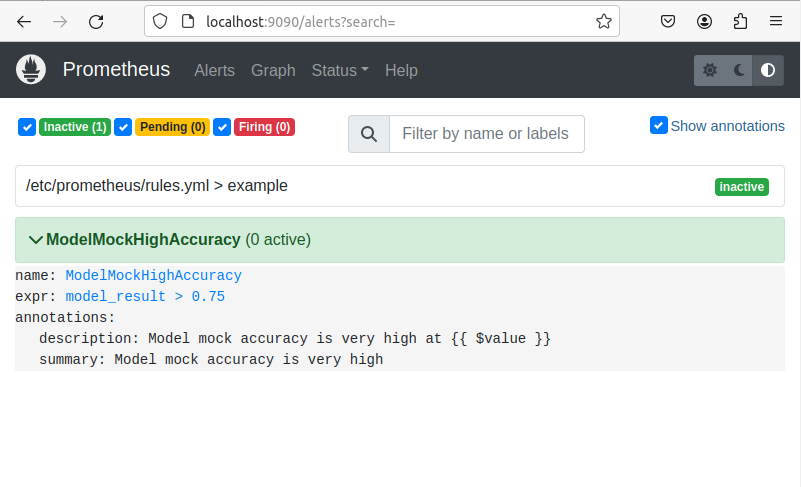 localhost:9090/alerts?search=
Prometheus Alerts Graph Status Help
Inactive (1) Pending (0) Firing (0) Filter by name or labels Show annotations
/etc/prometheus/rules.yml > example inactive
ModelMockHighAccuracy (0 active)
name: ModelMockHighAccuracy
expr: model_result > 0.75
annotations:
description: Model mock accuracy is very high at {{ $value }}
summary: Model mock accuracy is very high